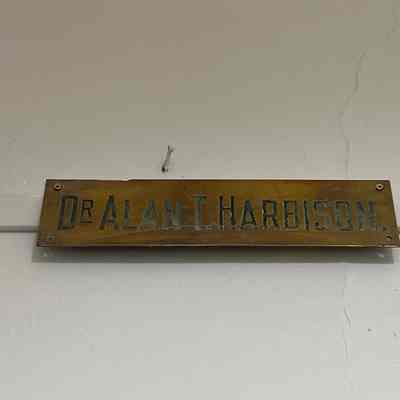 DR ALAN T. HARBISON.